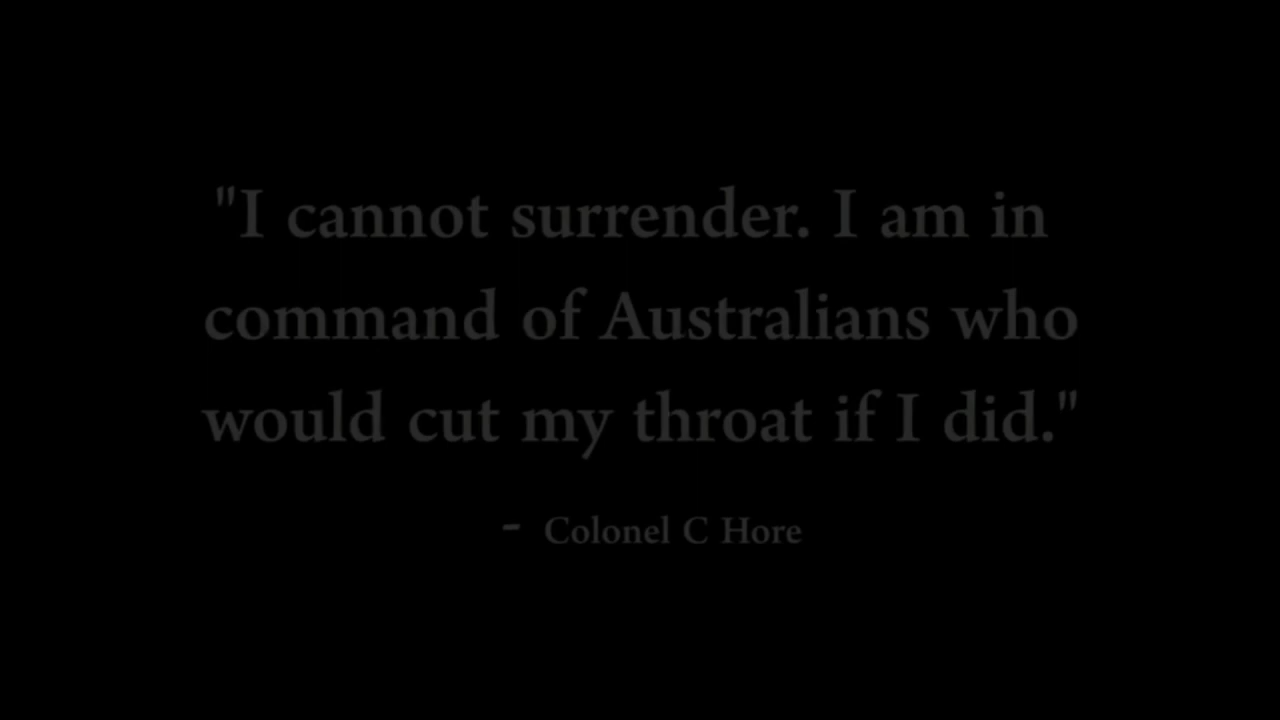 "I cannot surrender. I am in
command of Australians who
would cut my throat if I did."
- Colonel C Hore